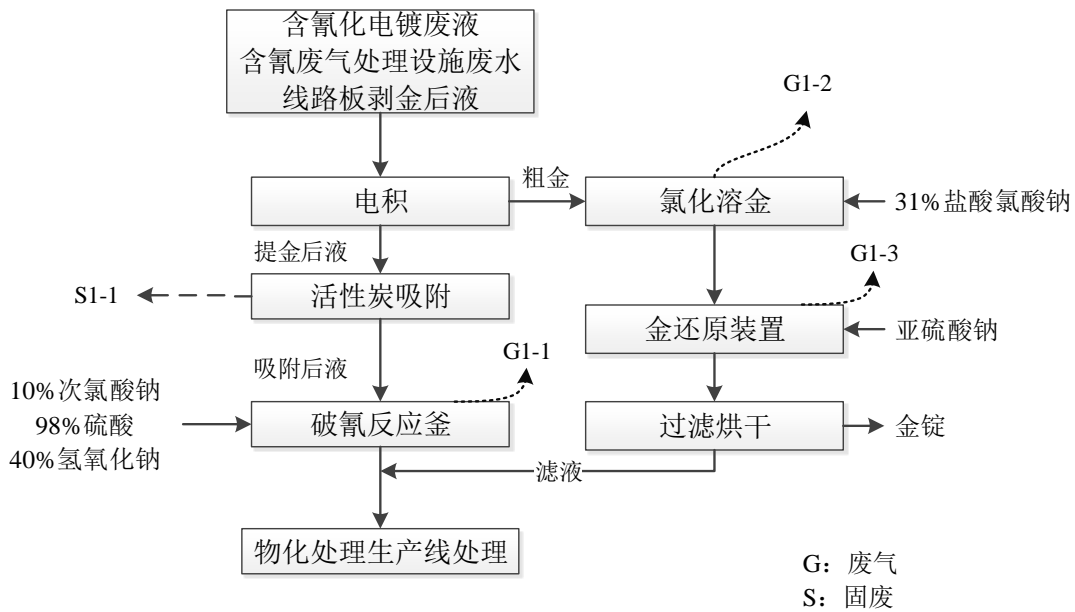 含氰化电镀废液
含氰废气处理设施废水
线路板剥金后液
G1-2
粗金
电积
氯化溶金
31%盐酸氯酸钠
提金后液
G1-3
S1-1
活性炭吸附
金还原装置
亚硫酸钠
吸附后液
G1-1
10%次氯酸钠
98%硫酸
40%氢氧化钠
破氰反应釜
过滤烘干
金锭
滤液
物化处理生产线处理
G：废气
S：固废